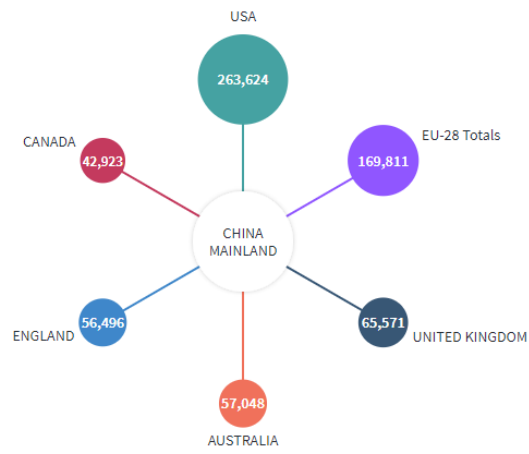 USA
263,624
EU-28 Totals
169,811
CANADA
42,923
CHINA
MAINLAND
ENGLAND
56,496
65,571
UNITED KINGDOM
57,048
AUSTRALIA